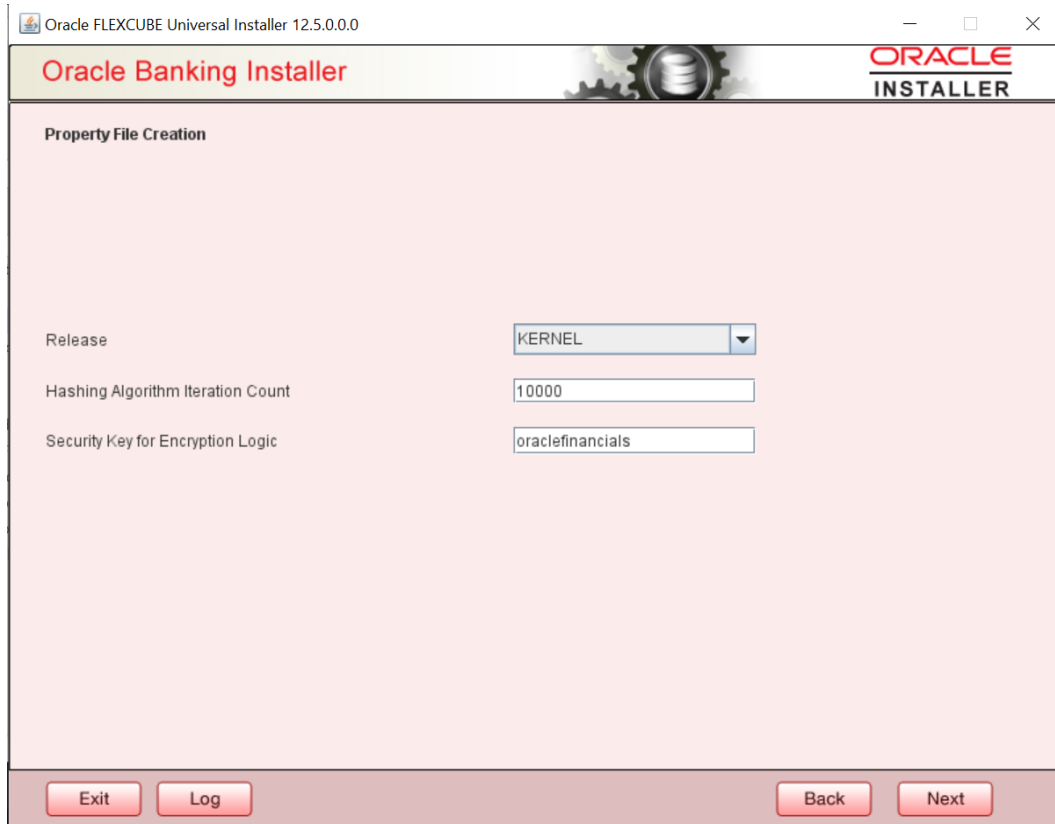 Oracle FLEXCUBE Universal Installer 12.5.0.0.0
Oracle Banking Installer
ORACLE
INSTALLER
Property File Creation
Release KERNEL
Hashing Algorithm Iteration Count 10000
Security Key for Encryption Logic oraclefinancials
Exit Log Back Next